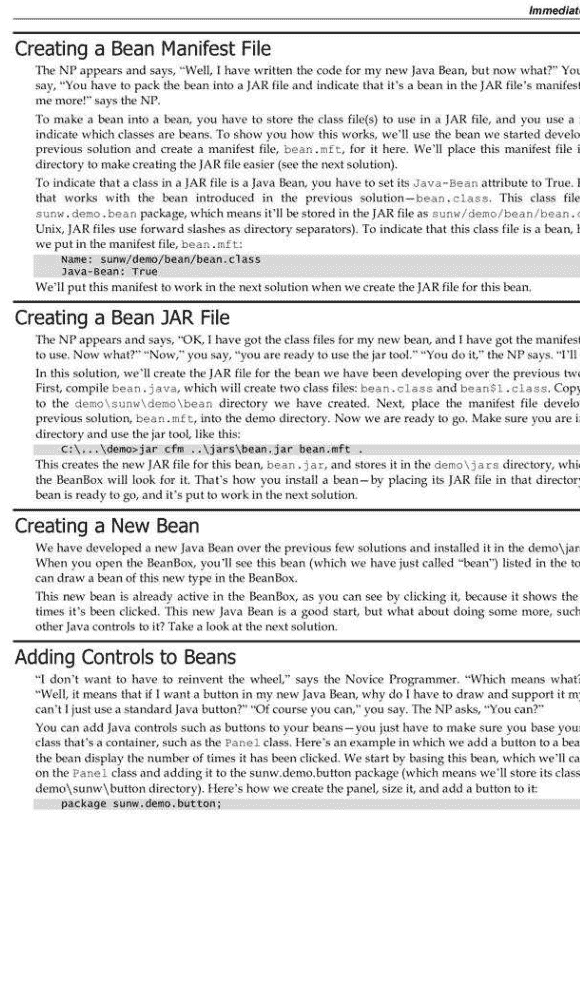 Immediate
Creating a Bean Manifest File
The NP appears and says, “Well, I have written the code for my new Java Bean, but now what?” You
say, “You have to pack the bean into a JAR file and indicate that it’s a bean in the JAR file’s manifest
me more!” says the NP.
To make a bean into a bean, you have to store the class file(s) to use in a JAR file, and you use a
indicate which classes are beans. To show you how this works, we’ll use the bean we started develo
previous solution and create a manifest file, bean.mft, for it here. We’ll place this manifest file i
directory to make creating the JAR file easier (see the next solution).
To indicate that a class in a JAR file is a Java Bean, you have to set its Java-Bean attribute to True.
that works with the bean introduced in the previous solution—bean.class. This class file
sunw.demo.bean package, which means it’ll be stored in the JAR file as sunw/demo/bean/bean.c
Unix, JAR files use forward slashes as directory separators). To indicate that this class file is a bean,
we put in the manifest file, bean.mft:
Name: sunw/demo/bean/bean.class
Java-Bean: True
We’ll put this manifest to work in the next solution when we create the JAR file for this bean.
Creating a Bean JAR File
The NP appears and says, “OK, I have got the class files for my new bean, and I have got the manifest
to use. Now what?” “Now,” you say, “you are ready to use the jar tool.” “You do it,” the NP says. “I’ll
In this solution, we’ll create the JAR file for the bean we have been developing over the previous two
First, compile bean.java, which will create two class files: bean.class and bean$1.class. Copy
to the demo\sunw\demo\bean directory we have created. Next, place the manifest file develo
previous solution, bean.mft, into the demo directory. Now we are ready to go. Make sure you are i
directory and use the jar tool, like this:
C:\...\demo>jar cfm ..\jars\bean.jar bean.mft .
This creates the new JAR file for this bean, bean.jar, and stores it in the demo\jars directory, whic
the BeanBox will look for it. That’s how you install a bean—by placing its JAR file in that directory
bean is ready to go, and it’s put to work in the next solution.
Creating a New Bean
We have developed a new Java Bean over the previous few solutions and installed it in the demo\jar
When you open the BeanBox, you’ll see this bean (which we have just called “bean”) listed in the to
can draw a bean of this new type in the BeanBox.
This new bean is already active in the BeanBox, as you can see by clicking it, because it shows the
times it’s been clicked. This new Java Bean is a good start, but what about doing some more, such
other Java controls to it? Take a look at the next solution.
Adding Controls to Beans
“I don’t want to have to reinvent the wheel,” says the Novice Programmer. “Which means what?
“Well, it means that if I want a button in my new Java Bean, why do I have to draw and support it my
can’t I just use a standard Java button?” “Of course you can,” you say. The NP asks, “You can?”
You can add Java controls such as buttons to your beans—you just have to make sure you base your
class that’s a container, such as the Panel class. Here’s an example in which we add a button to a bea
the bean display the number of times it has been clicked. We start by basing this bean, which we’ll ca
on the Panel class and adding it to the sunw.demo.button package (which means we’ll store its class
demo\sunw\button directory). Here’s how we create the panel, size it, and add a button to it:
package sunw.demo.button;